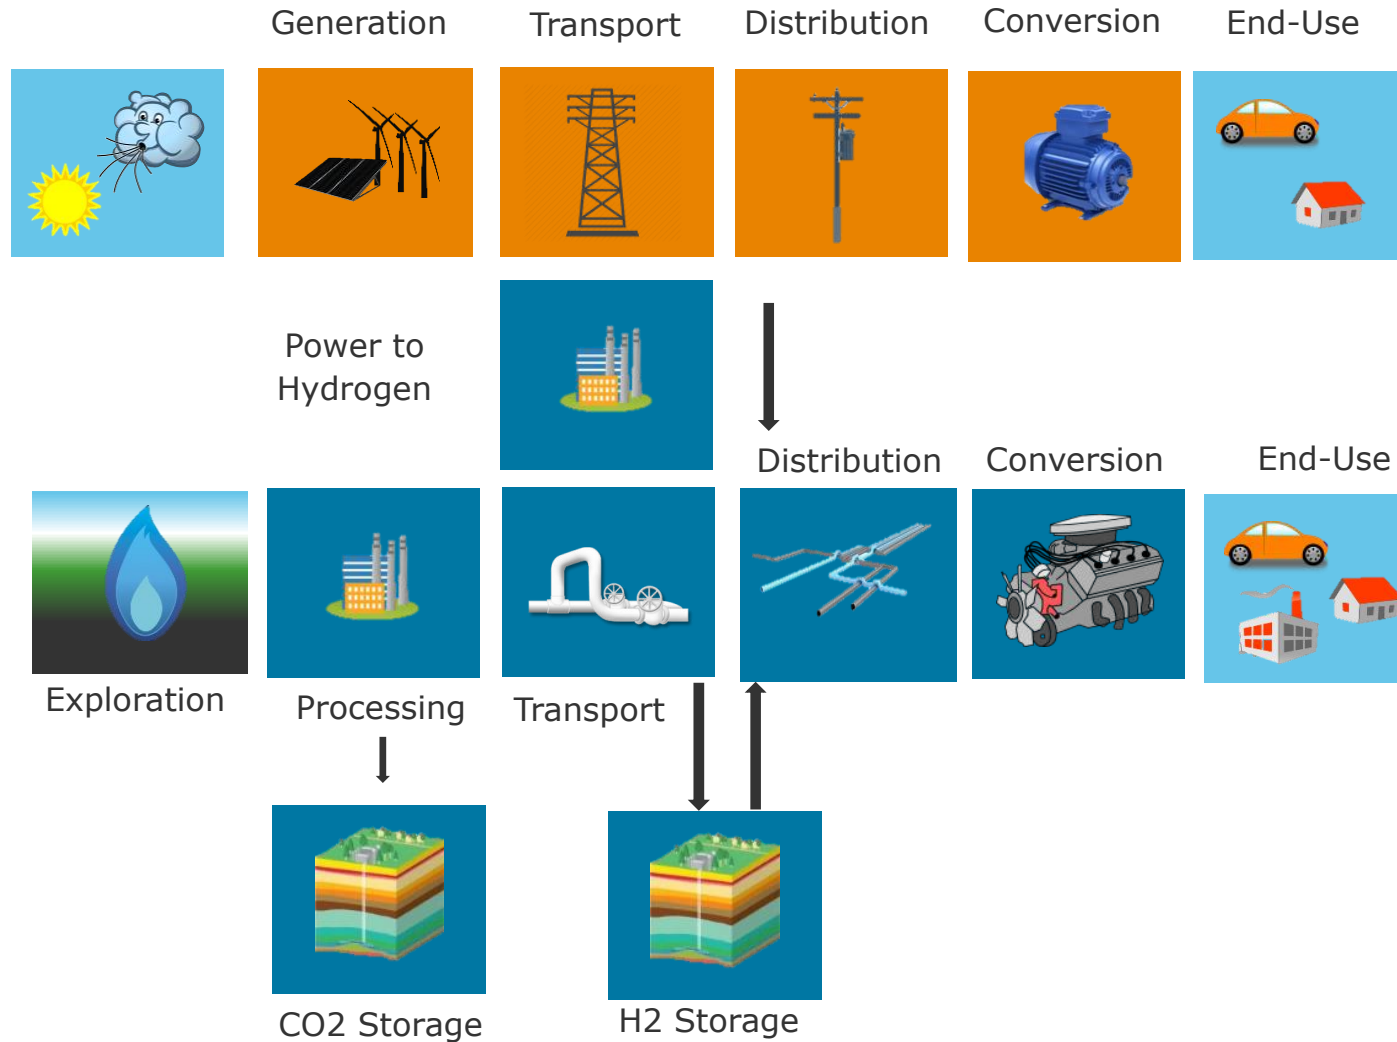 Generation
Transport
Distribution
Conversion
End-Use
Power to
Hydrogen
Distribution
Conversion
End-Use
Exploration
Processing
Transport
CO2 Storage
H2 Storage